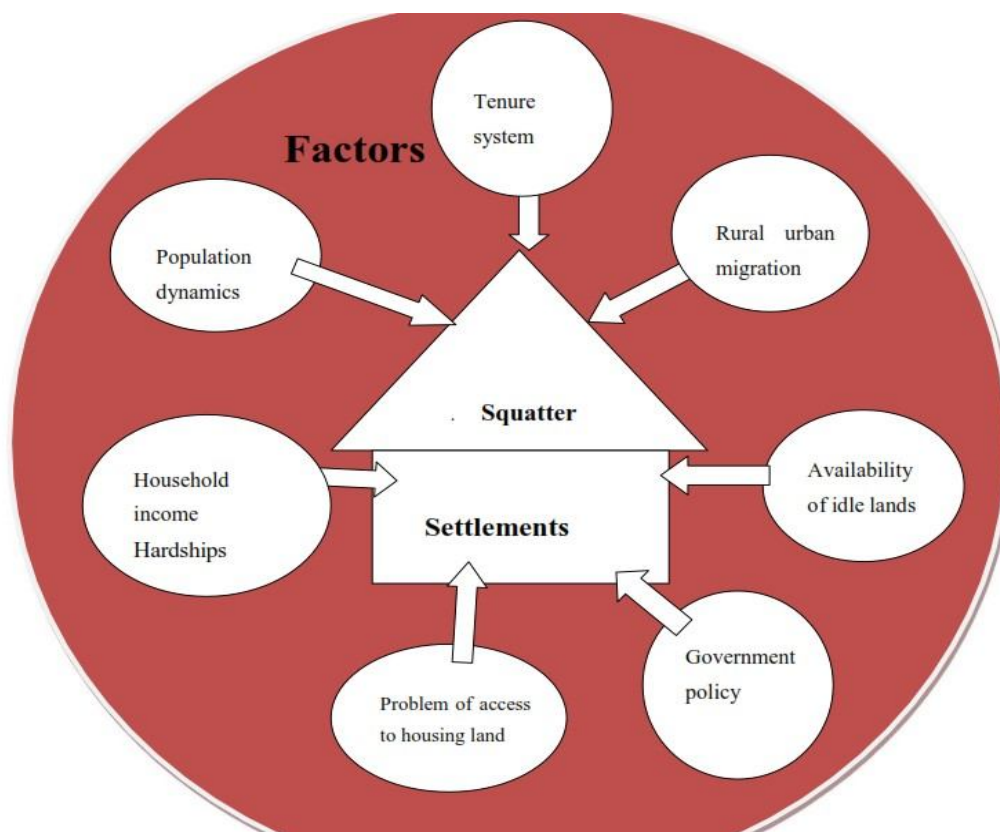 Tenure
system
Factors
Population
dynamics
Rural urban
migration
. Squatter
Household
income
Hardships
Settlements
Availability
of idle lands
Problem of access
to housing land
Government
policy